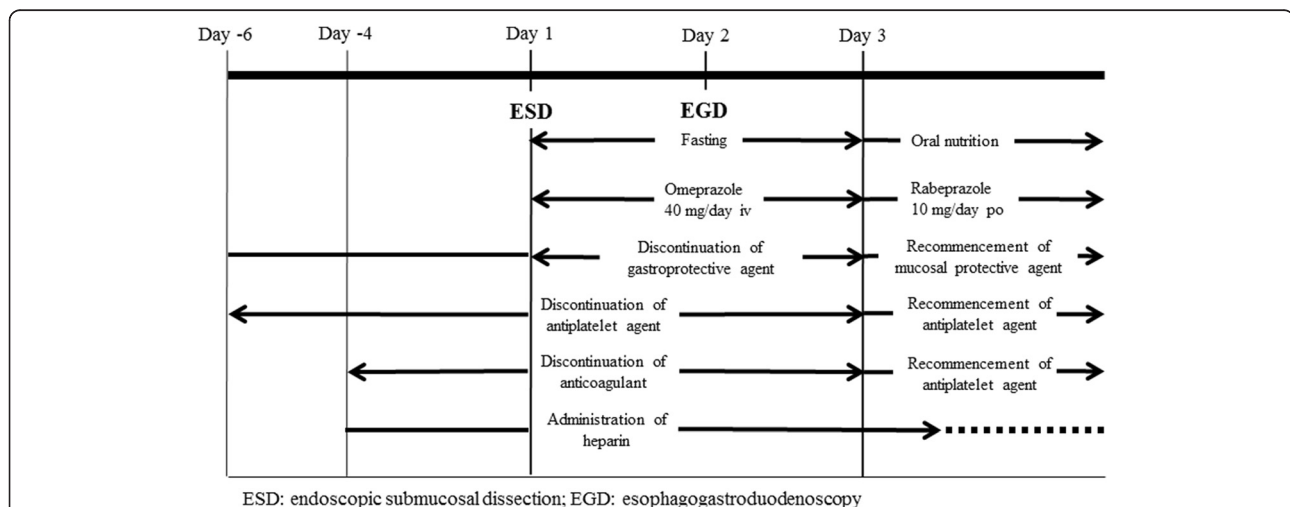 Day -6 Day -4 Day 1 Day 2 Day 3
ESD EGD
Fasting Oral nutrition
Omeprazole Rabeprazole
40 mg/day iv 10 mg/day po
Discontinuation of Recommencement of
gastroprotective agent mucosal protective agent
Discontinuation of Recommencement of
antiplatelet agent antiplatelet agent
Discontinuation of Recommencement of
anticoagulant antiplatelet agent
Administration of
heparin
ESD: endoscopic submucosal dissection; EGD: esophagogastroduodenoscopy